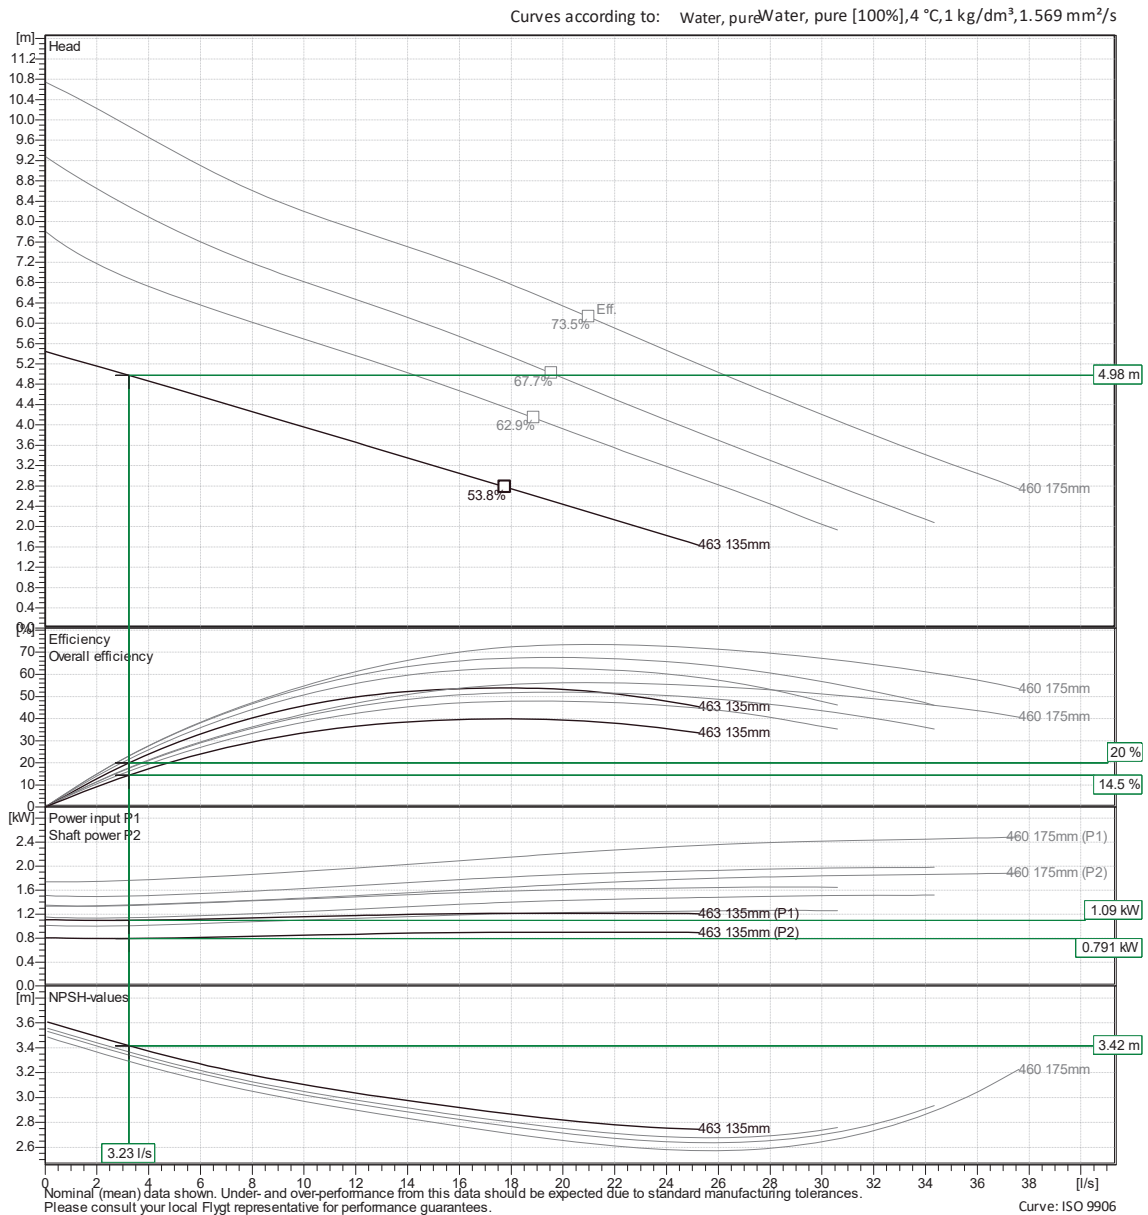 Curves according to: Water, pure Water, pure [100%],4 °C,1 kg/dm³,1.569 mm²/s
[m]
Head
11.2
10.8
10.4
10.0
9.6
9.2
8.8
8.4
8.0
7.6
7.2
6.8
6.4
6.0
5.6
5.2
4.8
4.4
4.0
3.6
3.2
2.8
2.4
2.0
1.6
1.2
0.8
0.4
0.0
Eff.
73.5%
67.7%
62.9%
53.8%
4.98 m
460 175mm
463 135mm
[%]
Efficiency
Overall efficiency
70
60
50
40
30
20
10
0
460 175mm
463 135mm
460 175mm
463 135mm
20 %
14.5 %
[kW]
Power input P1
Shaft power P2
2.4
2.0
1.6
1.2
0.8
0.4
0.0
460 175mm (P1)
460 175mm (P2)
463 135mm (P1)
463 135mm (P2)
1.09 kW
0.791 kW
[m]
NPSH-values
3.6
3.4
3.2
3.0
2.8
2.6
3.42 m
460 175mm
463 135mm
3.23 l/s
0 2 4 6 8 10 12 14 16 18 20 22 24 26 28 30 32 34 36 38 [l/s]
Nominal (mean) data shown. Under- and over-performance from this data should be expected due to standard manufacturing tolerances.
Please consult your local Flygt representative for performance guarantees.
Curve: ISO 9906